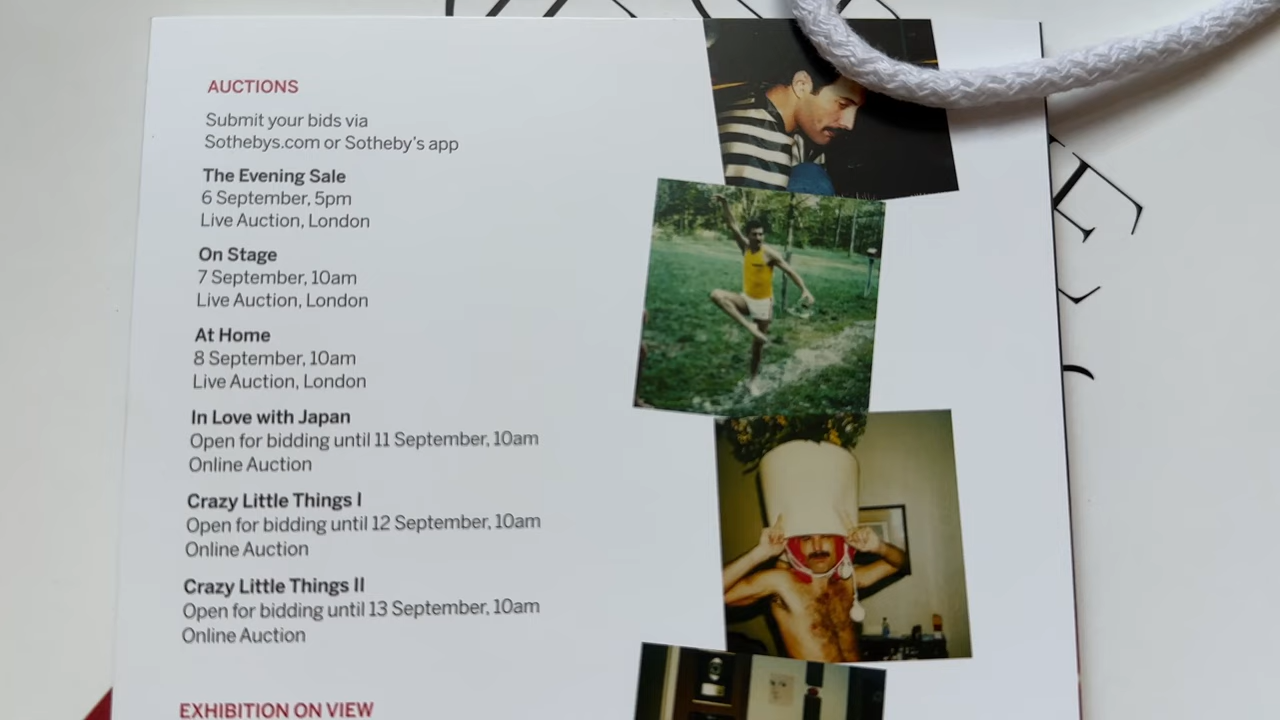 AUCTIONS
Submit your bids via
Sothebys.com or Sotheby's app
The Evening Sale
6 September, 5pm
Live Auction, London
On Stage
7 September, 10am
Live Auction, London
At Home
8 September, 10am
Live Auction, London
In Love with Japan
Open for bidding until 11 September, 10am
Online Auction
Crazy Little Things I
Open for bidding until 12 September, 10am
Online Auction
Crazy Little Things II
Open for bidding until 13 September, 10am
Online Auction
EXHIBITION ON VIEW